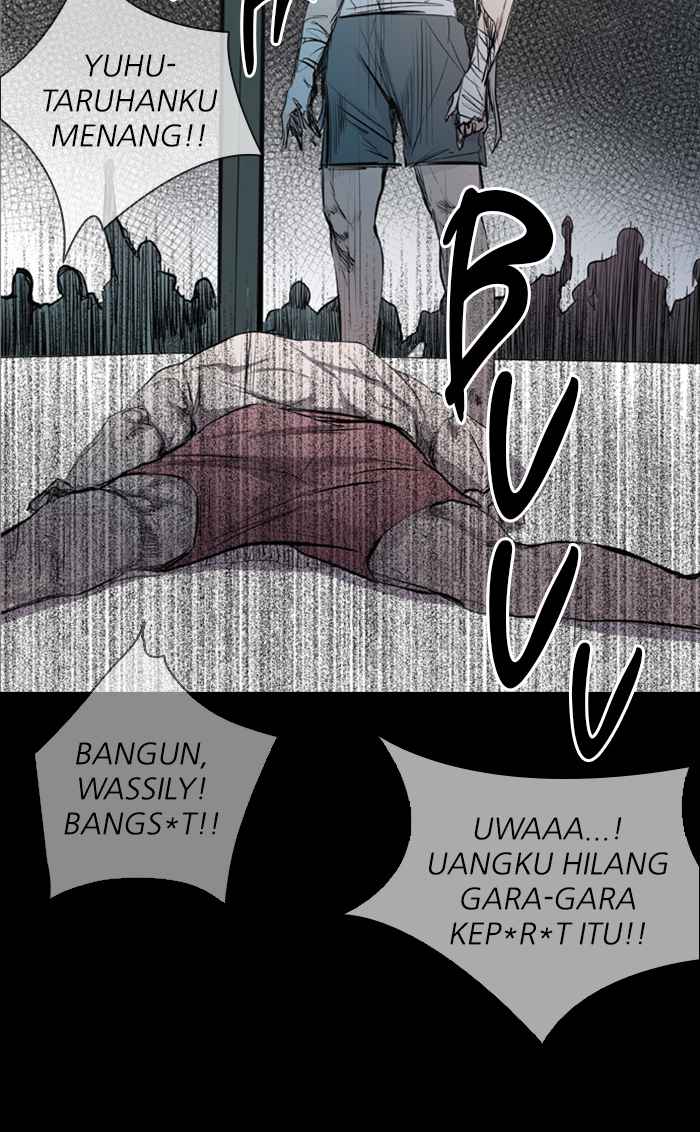 YUHU-
TARUHANKU
MENANG!!
BUUU
BANGUN,
WASSILY!
BANGS*T!!
UWAAA...!
UANGKU HILANG
GARA-GARA
KEP*R*T ITU!!